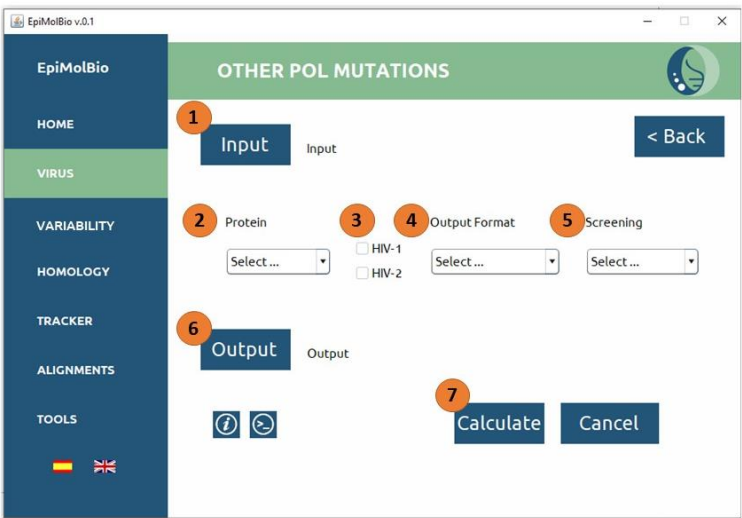 EpiMolBio v.0.1
EpiMolBio
OTHER POL MUTATIONS
HOME
VIRUS
VARIABILITY
HOMOLOGY
TRACKER
ALIGNMENTS
TOOLS
1
Input
Input
< Back
2
Protein
3
4
Output Format
5
Screening
Select ...
HIV-1
HIV-2
Select ...
Select ...
6
Output
Output
7
Calculate
Cancel
i
>_